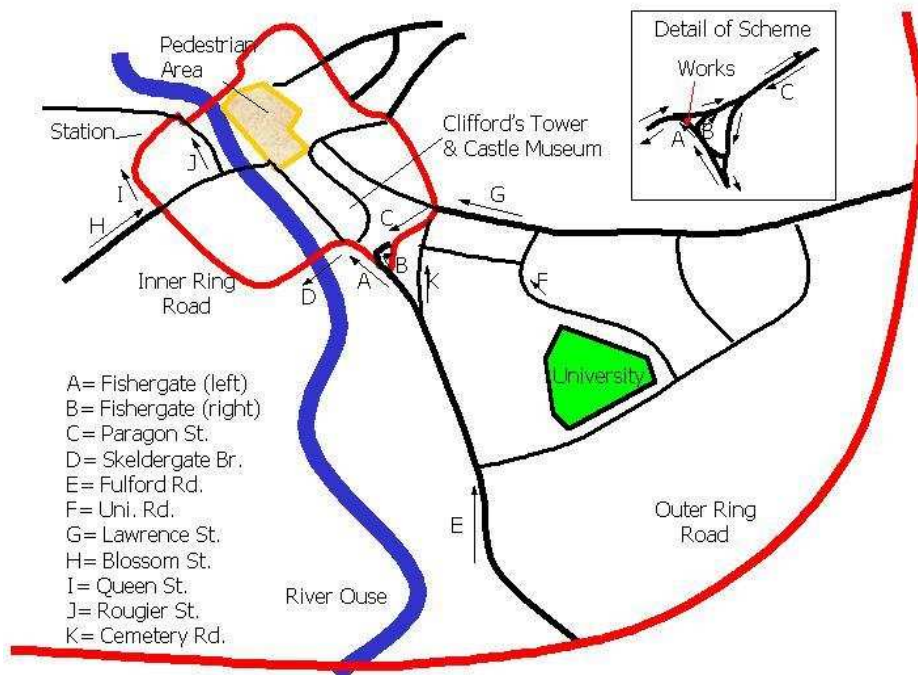 Pedestrian
Area
Detail of Scheme
Works
C
A
B
Station
Clifford's Tower
& Castle Museum
J
I
G
H
C
Inner Ring
Road
D
A
B
K
F
University
A= Fishergate (left)
B= Fishergate (right)
C= Paragon St.
D= Skeldergate Br.
E= Fulford Rd.
F= Uni. Rd.
G= Lawrence St.
H= Blossom St.
I= Queen St.
J= Rougier St.
K= Cemetery Rd.
E
Outer Ring
Road
River Ouse